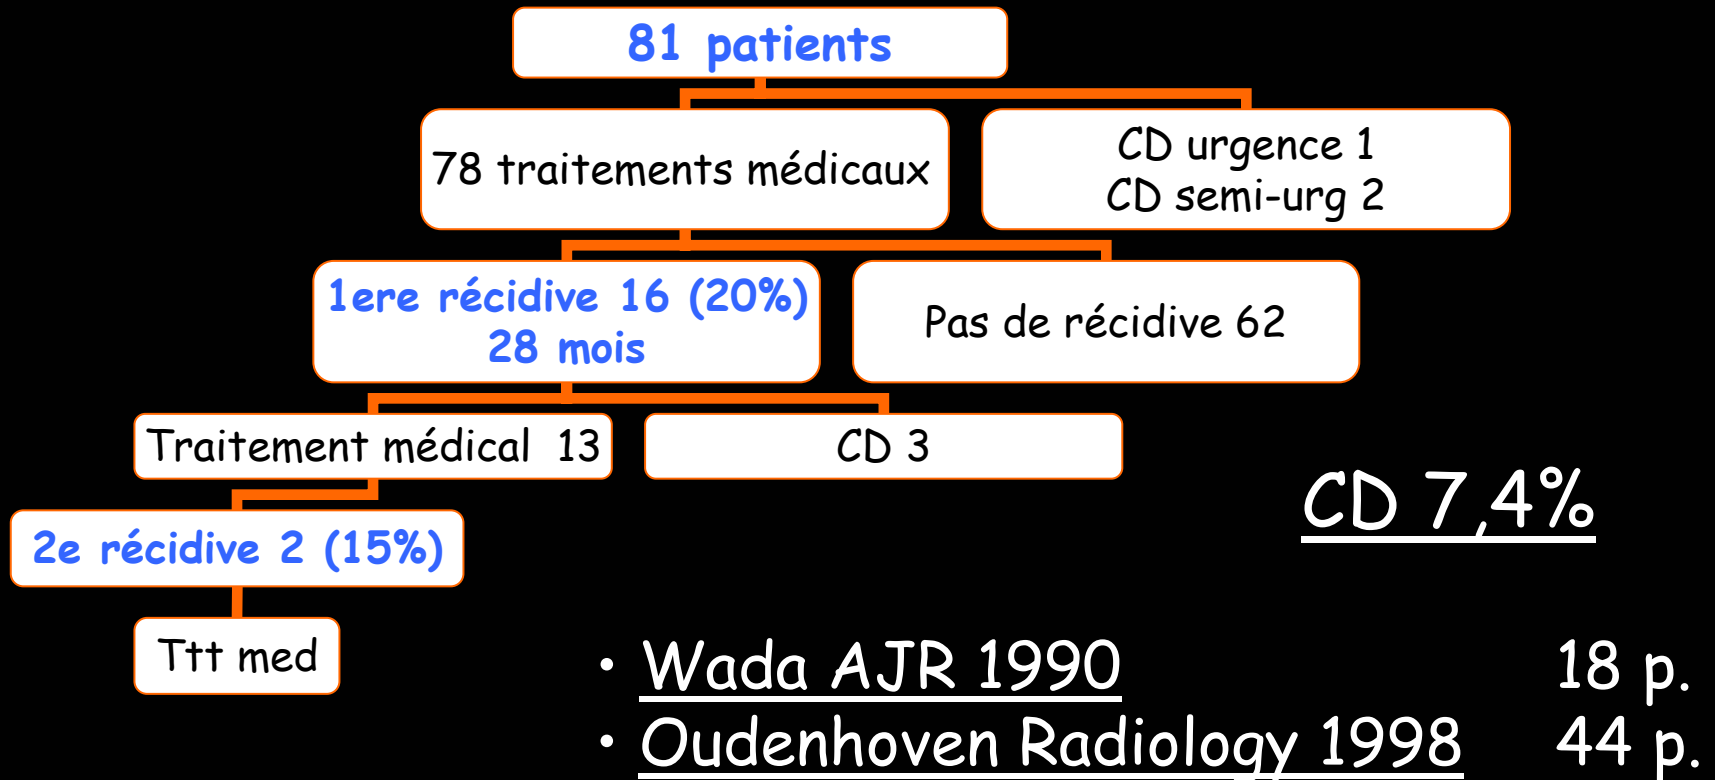 81 patients
78 traitements médicaux
CD urgence 1
CD semi-urg 2
1ere récidive 16 (20%)
28 mois
Pas de récidive 62
Traitement médical 13
CD 3
CD 7,4%
2e récidive 2 (15%)
Ttt med
• Wada AJR 1990 18 p.
• Oudenhoven Radiology 1998 44 p.